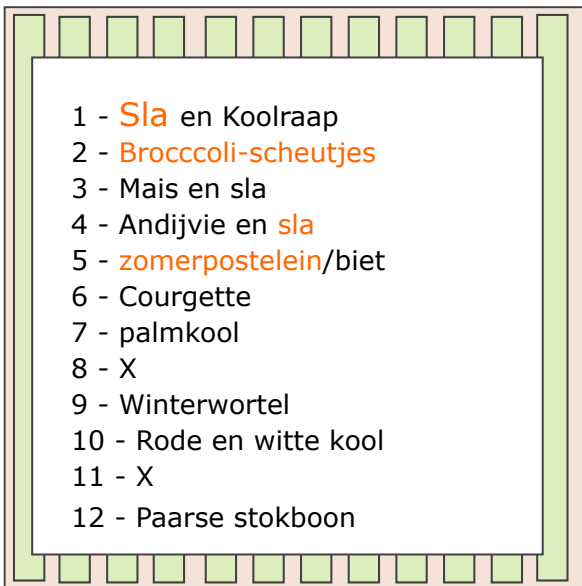 1 - Sla en Koolraap
2 - Brocccoli-scheutjes
3 - Mais en sla
4 - Andijvie en sla
5 - zomerpostelein/biet
6 - Courgette
7 - palmkool
8 - X
9 - Winterwortel
10 - Rode en witte kool
11 - X
12 - Paarse stokboon